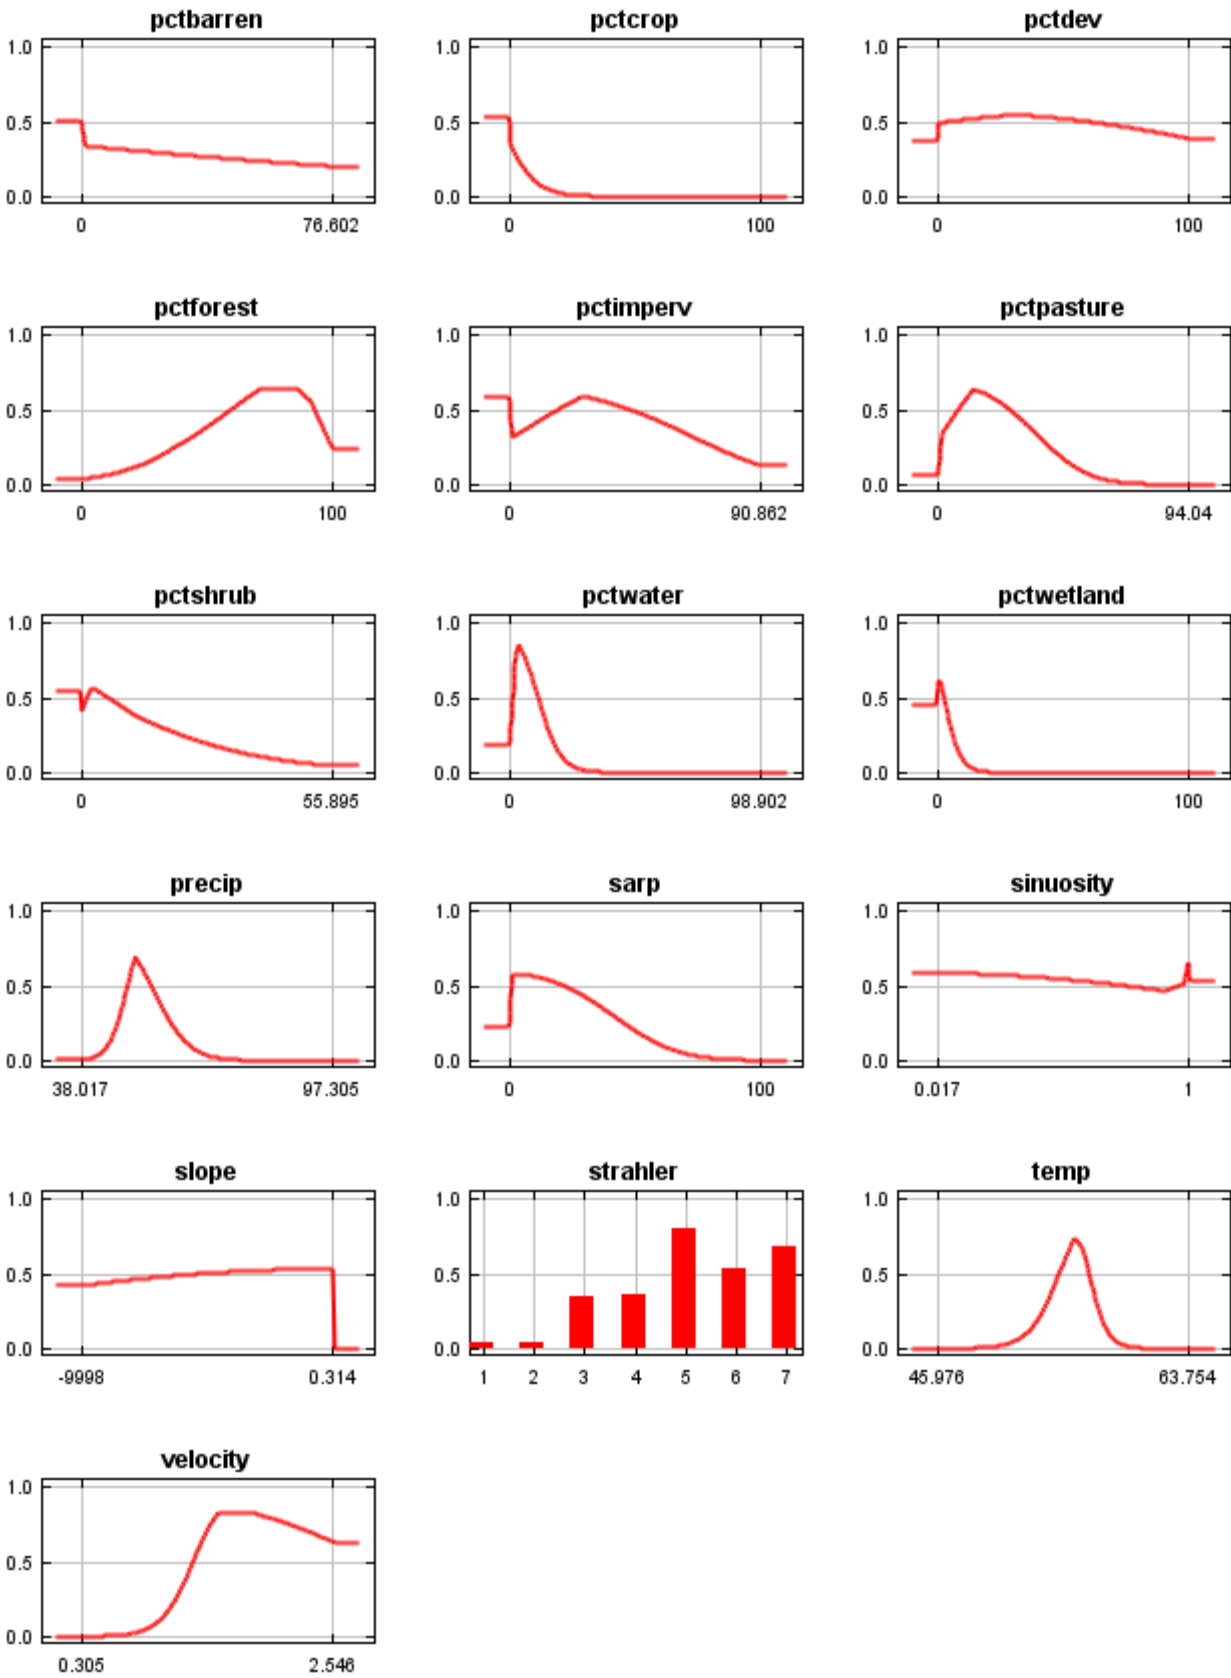 pctbarren pctcrop pctdev
1.0 1.0 1.0
0.5 0.5 0.5
0.0 0.0 0.0
0 76.602 0 100 0 100
pctforest pctimperv pctpasture
1.0 1.0 1.0
0.5 0.5 0.5
0.0 0.0 0.0
0 100 0 90.862 0 94.04
pctshrub pctwater pctwetland
1.0 1.0 1.0
0.5 0.5 0.5
0.0 0.0 0.0
0 55.895 0 98.902 0 100
precip sarp sinuosity
1.0 1.0 1.0
0.5 0.5 0.5
0.0 0.0 0.0
38.017 97.305 0 100 0.017 1
slope strahler temp
1.0 1.0 1.0
0.5 0.5 0.5
0.0 0.0 0.0
-9998 0.314 1 2 3 4 5 6 7 45.976 63.754
velocity
1.0
0.5
0.0
0.305 2.546